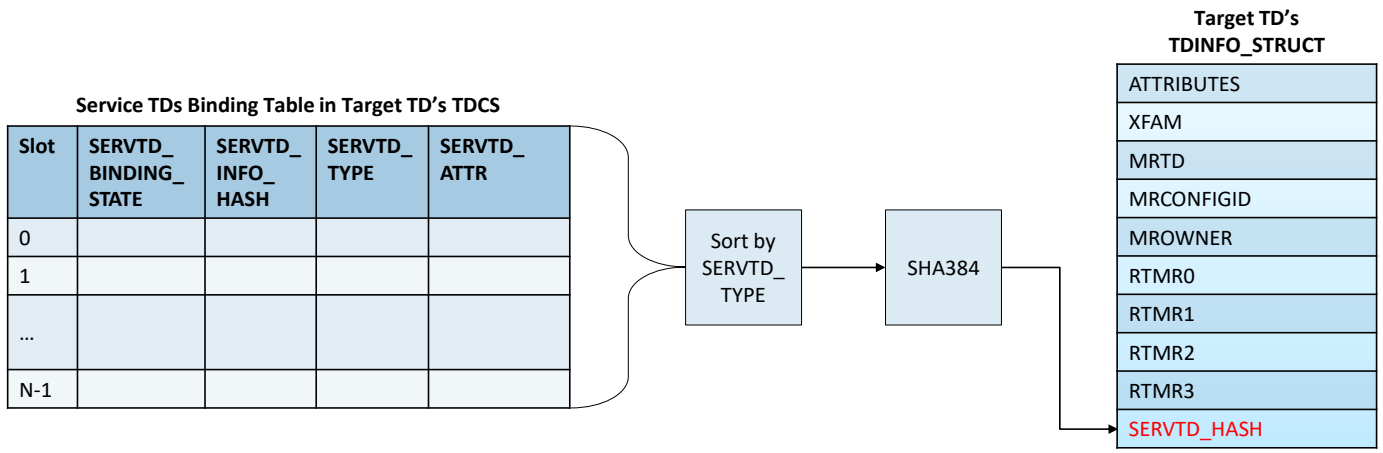 Target TD’s
TDINFO_STRUCT
Service TDs Binding Table in Target TD’s TDCS
Slot
SERVTD_
BINDING_
STATE
SERVTD_
INFO_
HASH
SERVTD_
TYPE
SERVTD_
ATTR
0
1
…
N-1
Sort by
SERVTD_
TYPE
SHA384
ATTRIBUTES
XFAM
MRTD
MRCONFIGID
MROWNER
RTMR0
RTMR1
RTMR2
RTMR3
SERVTD_HASH